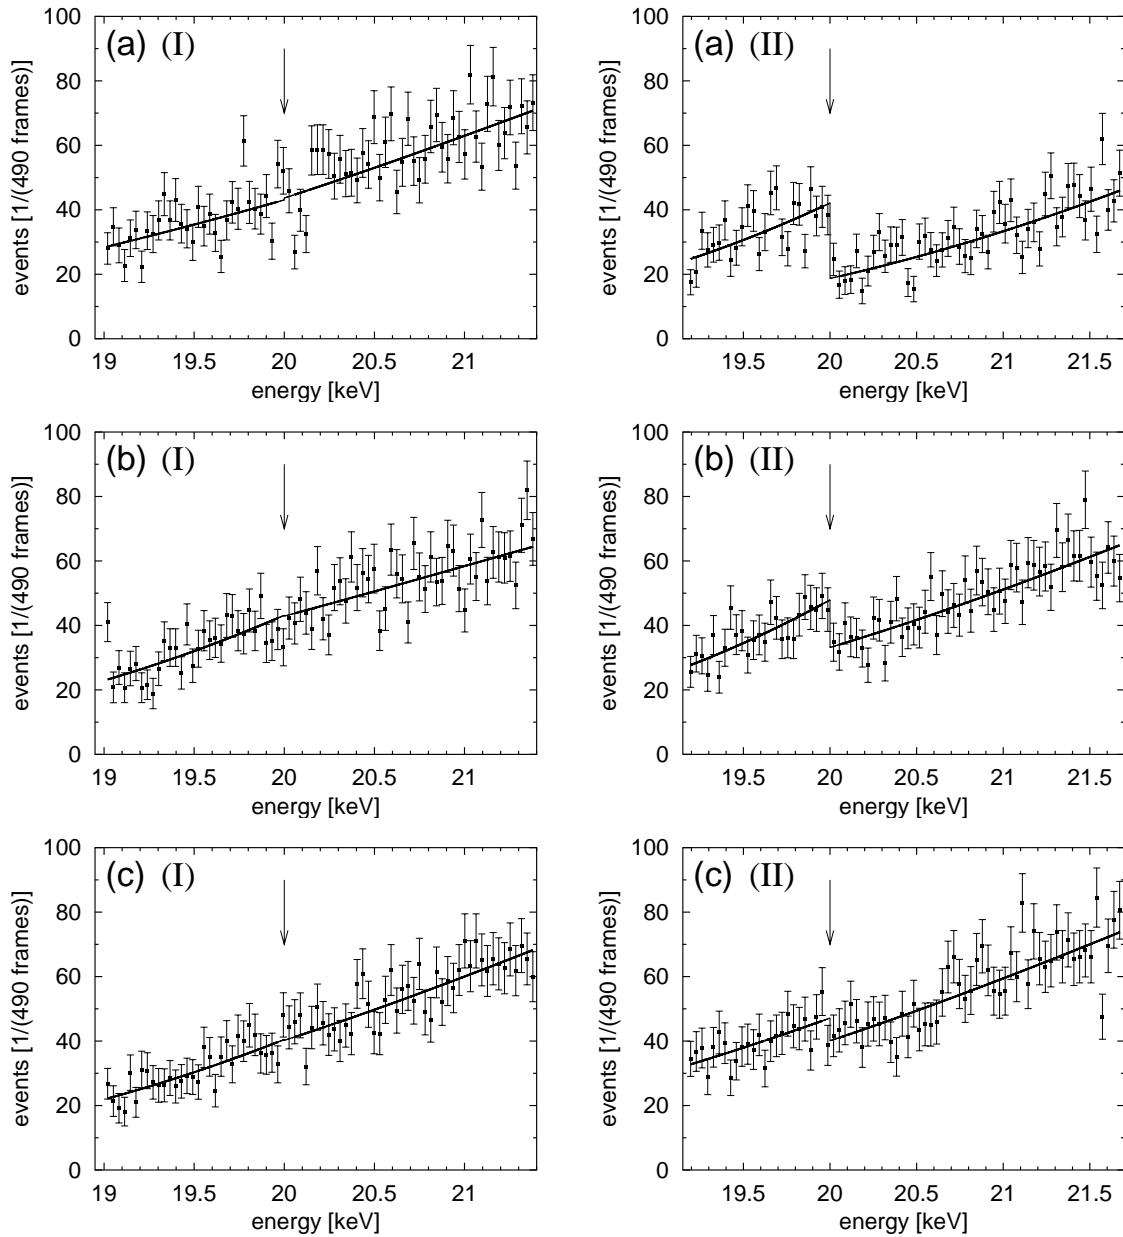 (a) (I)
events [1/(490 frames)]
100
80
60
40
20
0
19 19.5 20 20.5 21
energy [keV]
(a) (II)
events [1/(490 frames)]
100
80
60
40
20
0
19.5 20 20.5 21 21.5
energy [keV]
(b) (I)
events [1/(490 frames)]
100
80
60
40
20
0
19 19.5 20 20.5 21
energy [keV]
(b) (II)
events [1/(490 frames)]
100
80
60
40
20
0
19.5 20 20.5 21 21.5
energy [keV]
(c) (I)
events [1/(490 frames)]
100
80
60
40
20
0
19 19.5 20 20.5 21
energy [keV]
(c) (II)
events [1/(490 frames)]
100
80
60
40
20
0
19.5 20 20.5 21 21.5
energy [keV]